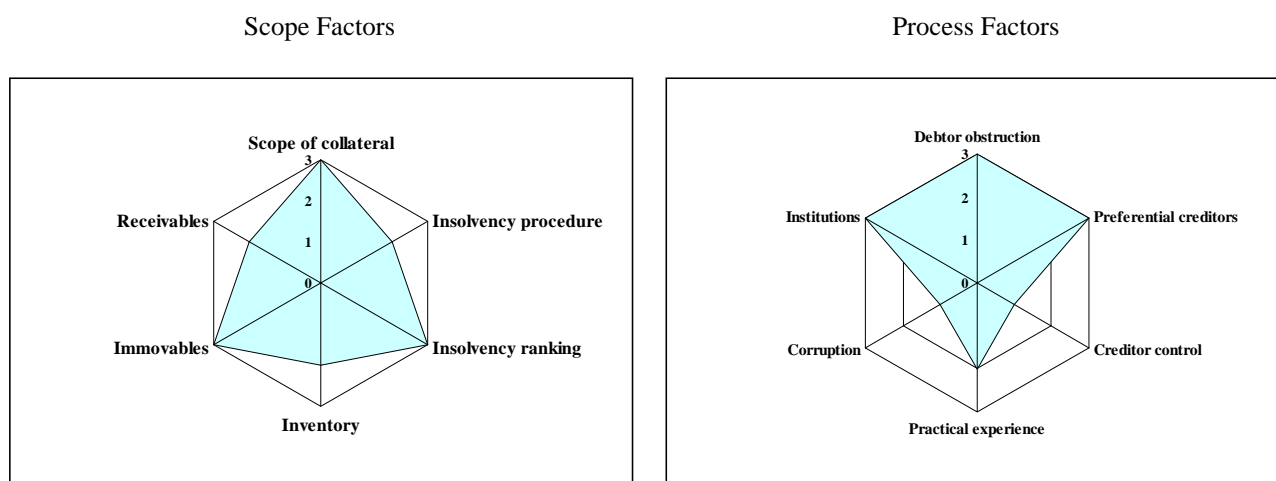 Scope Factors
Process Factors
Scope of collateral
3
Receivables
2
Insolvency procedure
1
0
Immovables
Insolvency ranking
Inventory
Debtor obstruction
3
Institutions
2
Preferential creditors
1
0
Corruption
Creditor control
Practical experience